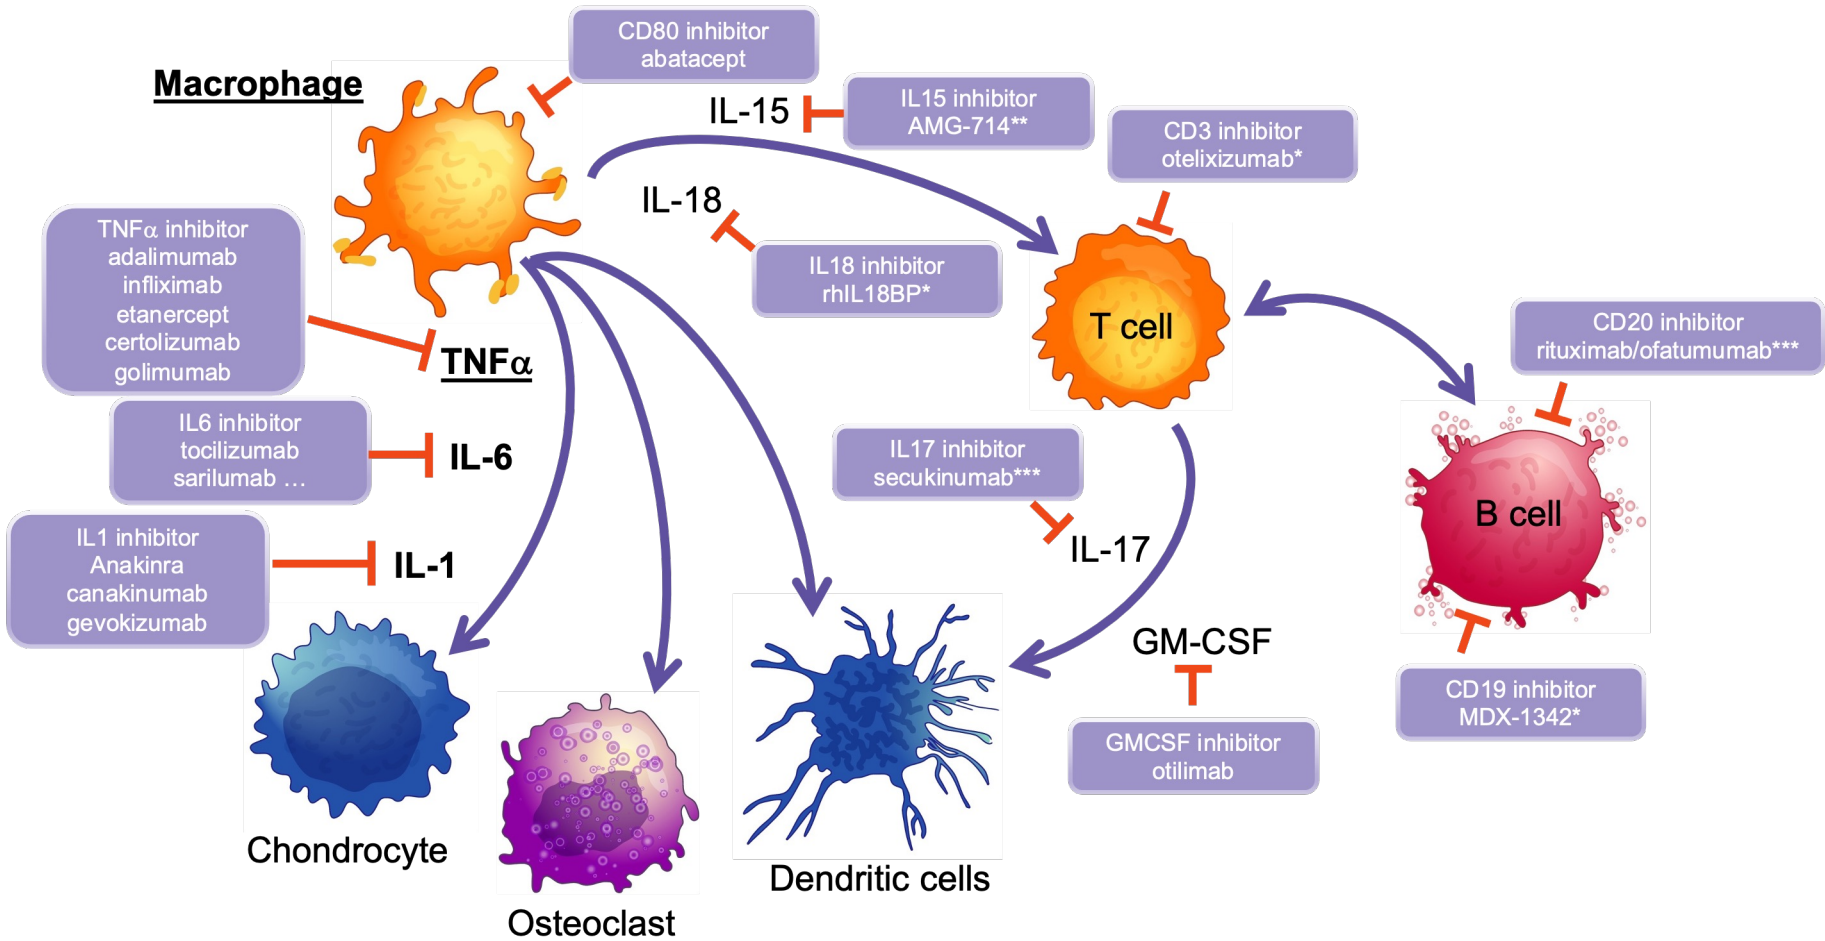 CD80 inhibitor
abatacept
Macrophage
IL-15
IL15 inhibitor
AMG-714**
CD3 inhibitor
otelixizumab*
IL-18
IL18 inhibitor
rhIL18BP*
TNFα inhibitor
adalimumab
infliximab
etanercept
certolizumab
golimumab
TNFα
T cell
CD20 inhibitor
rituximab/ofatumumab***
IL6 inhibitor
tocilizumab
sarilumab ...
IL-6
IL17 inhibitor
secukinumab***
IL-17
B cell
IL1 inhibitor
Anakinra
canakinumab
gevokizumab
IL-1
GM-CSF
GMCSF inhibitor
otilimab
CD19 inhibitor
MDX-1342*
Chondrocyte
Osteoclast
Dendritic cells